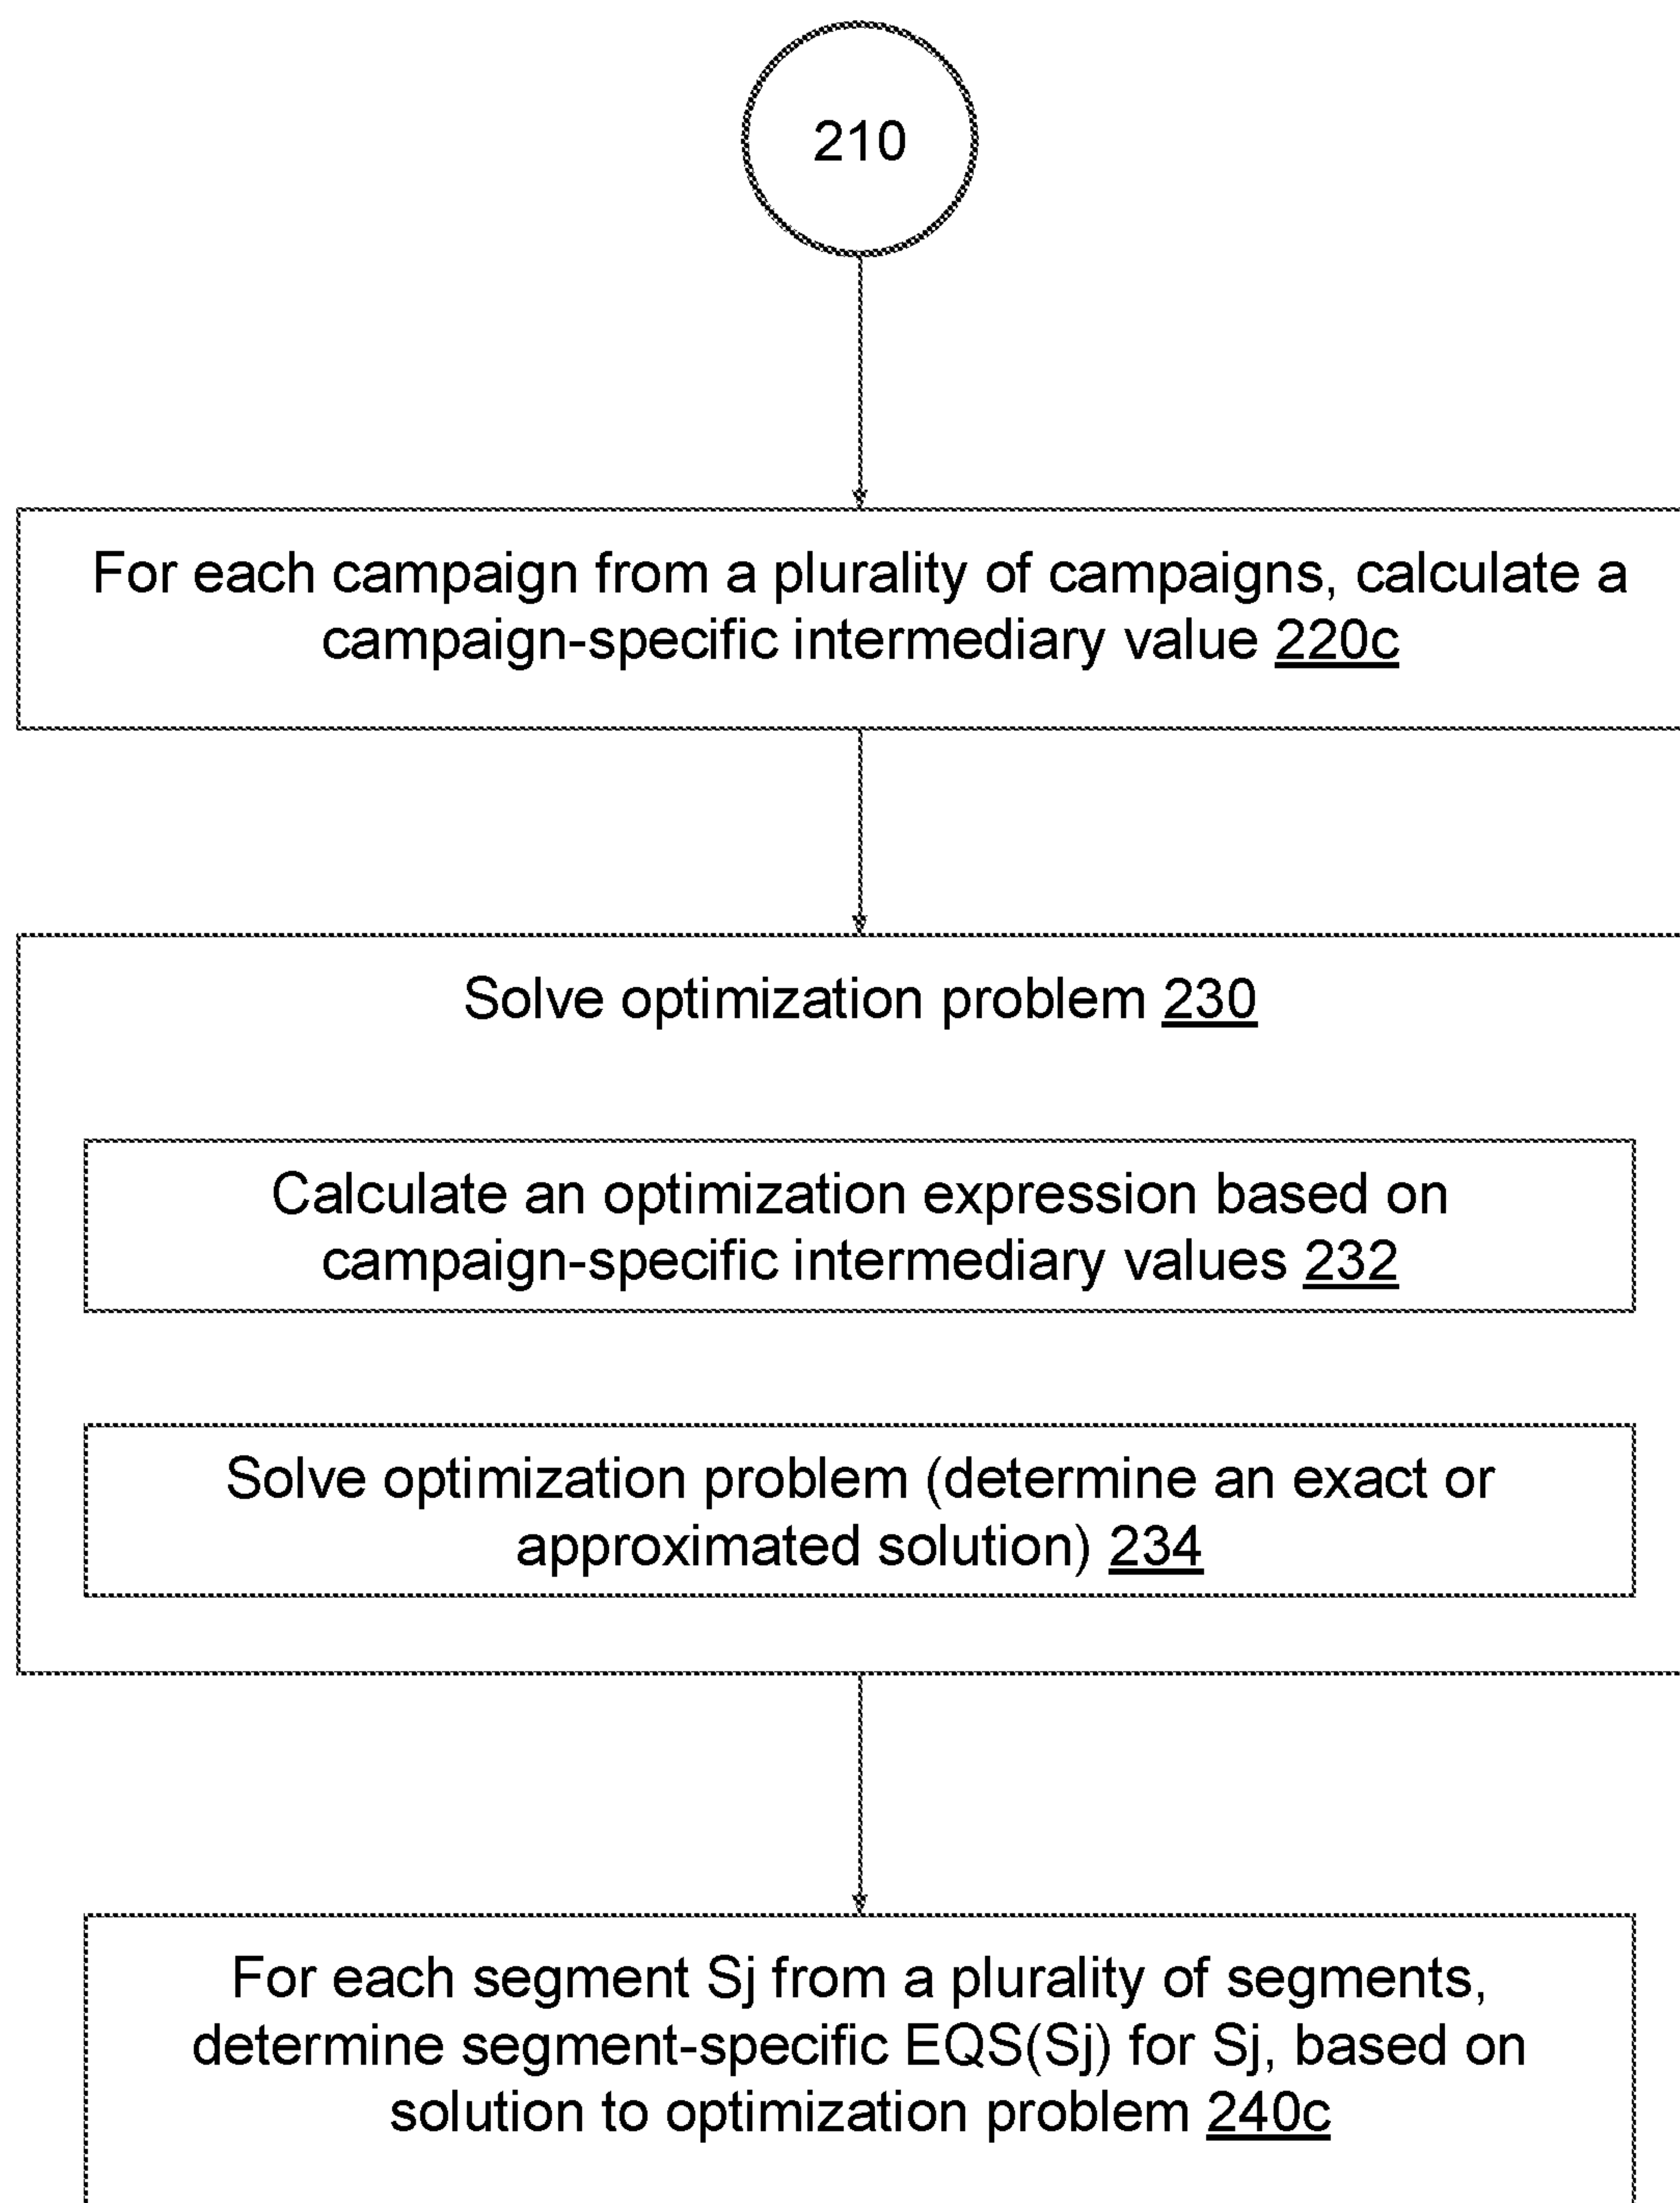 210
For each campaign from a plurality of campaigns, calculate a
campaign-specific intermediary value 220c
Solve optimization problem 230
Calculate an optimization expression based on
campaign-specific intermediary values 232
Solve optimization problem (determine an exact or
approximated solution) 234
For each segment Sj from a plurality of segments,
determine segment-specific EQS(Sj) for Sj, based on
solution to optimization problem 240c